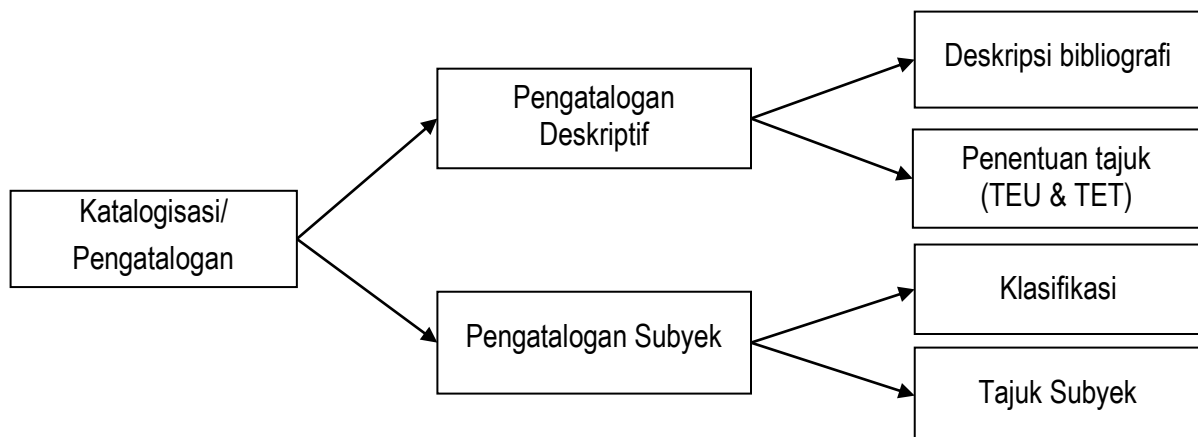 Katalogisasi/
Pengatalogan
Pengatalogan
Deskriptif
Deskripsi bibliografi
Penentuan tajuk
(TEU & TET)
Pengatalogan Subyek
Klasifikasi
Tajuk Subyek